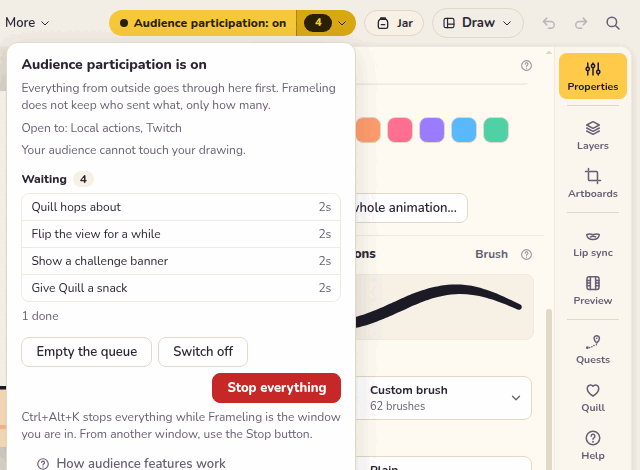 More
Audience participation: on 4
Jar
Draw
Audience participation is on
Everything from outside goes through here first. Frameling
does not keep who sent what, only how many.
Open to: Local actions, Twitch
Your audience cannot touch your drawing.
Waiting 4
Quill hops about 2s
Flip the view for a while 2s
Show a challenge banner 2s
Give Quill a snack 2s
1 done
Empty the queue
Switch off
Stop everything
Ctrl+Alt+K stops everything while Frameling is the window
you are in. From another window, use the Stop button.
How audience features work
whole animation...
Brush
Custom brush
62 brushes
Plain
Properties
Layers
Artboards
Lip sync
Preview
Quests
Quill
Help